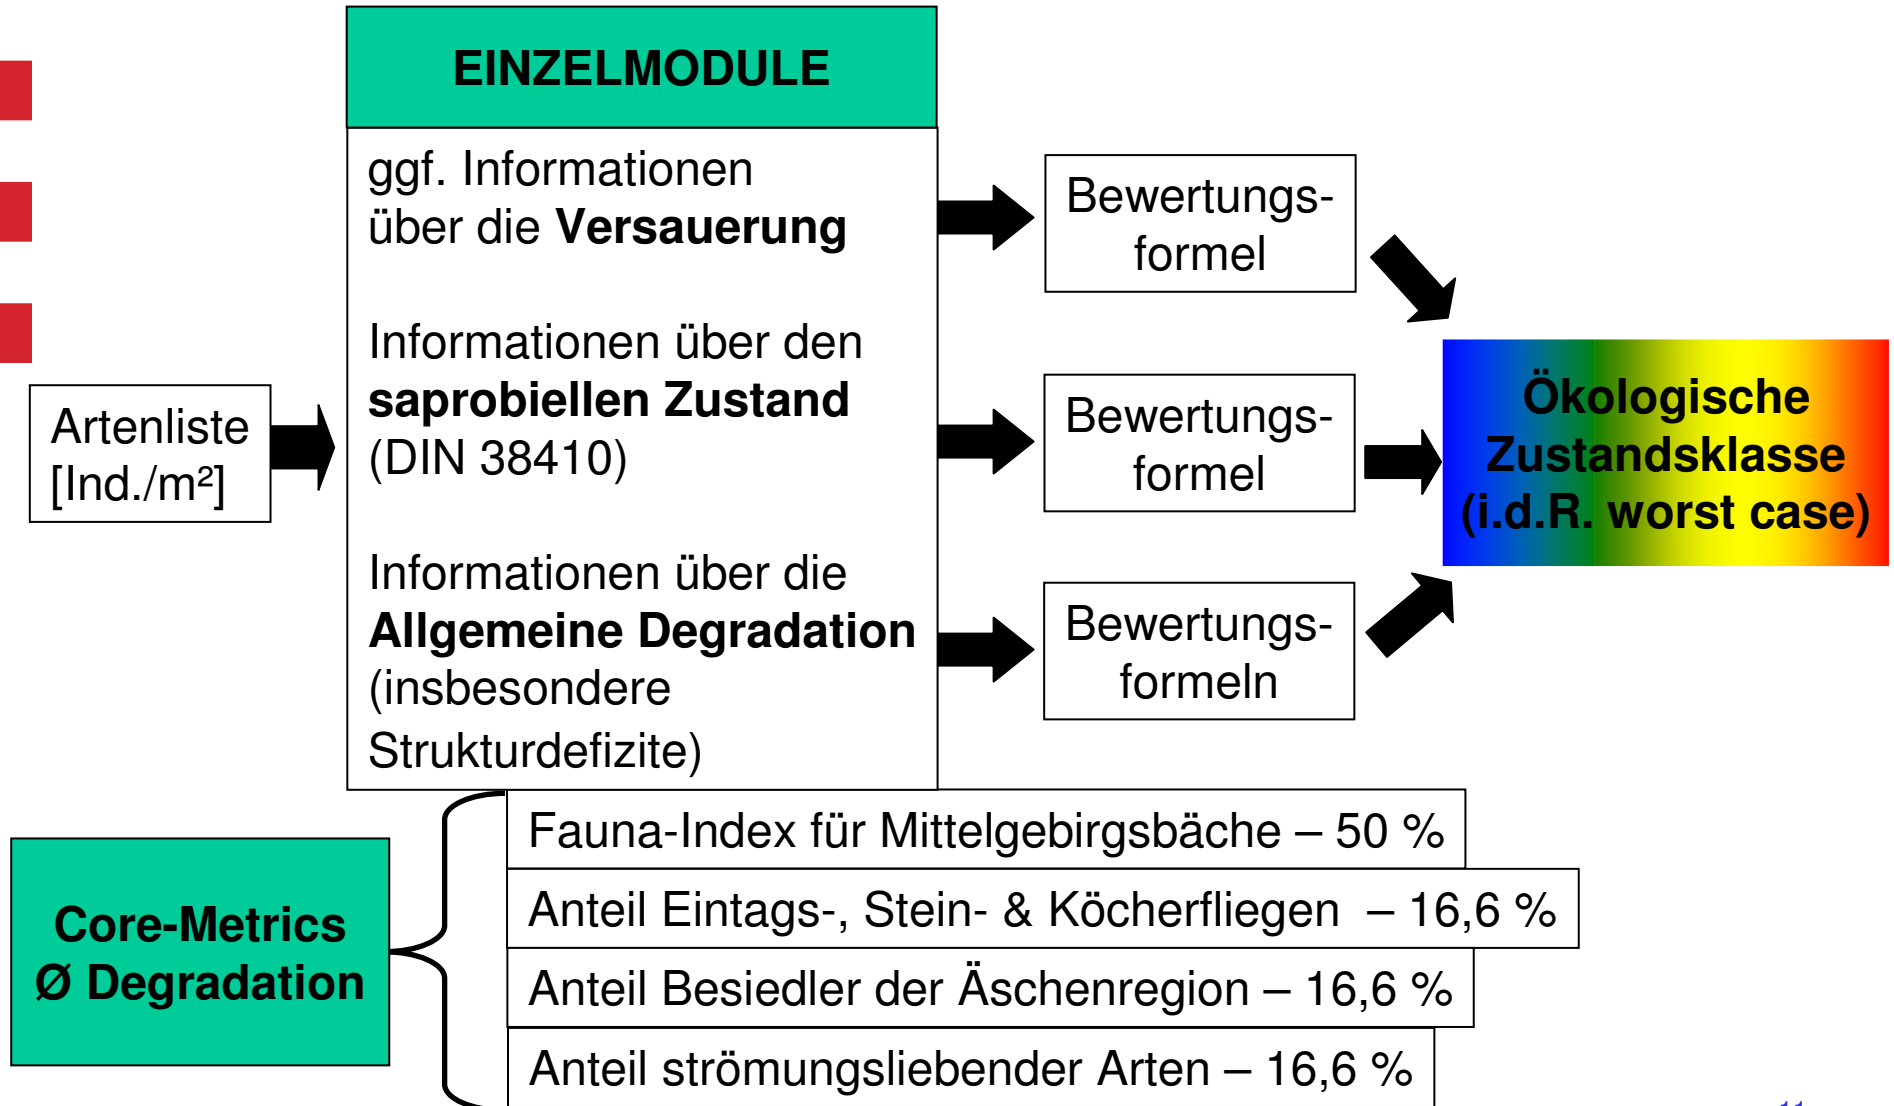 EINZELMODULE
ggf. Informationen
über die Versauerung
Informationen über den
saprobiellen Zustand
(DIN 38410)
Informationen über die
Allgemeine Degradation
(insbesondere
Strukturdefizite)
Artenliste
[Ind./m²]
Bewertungs-
formel
Bewertungs-
formel
Bewertungs-
formeln
Ökologische
Zustandsklasse
(i.d.R. worst case)
Core-Metrics
Ø Degradation
Fauna-Index für Mittelgebirgsbäche – 50 %
Anteil Eintags-, Stein- & Köcherfliegen – 16,6 %
Anteil Besiedler der Äschenregion – 16,6 %
Anteil strömungsliebender Arten – 16,6 %